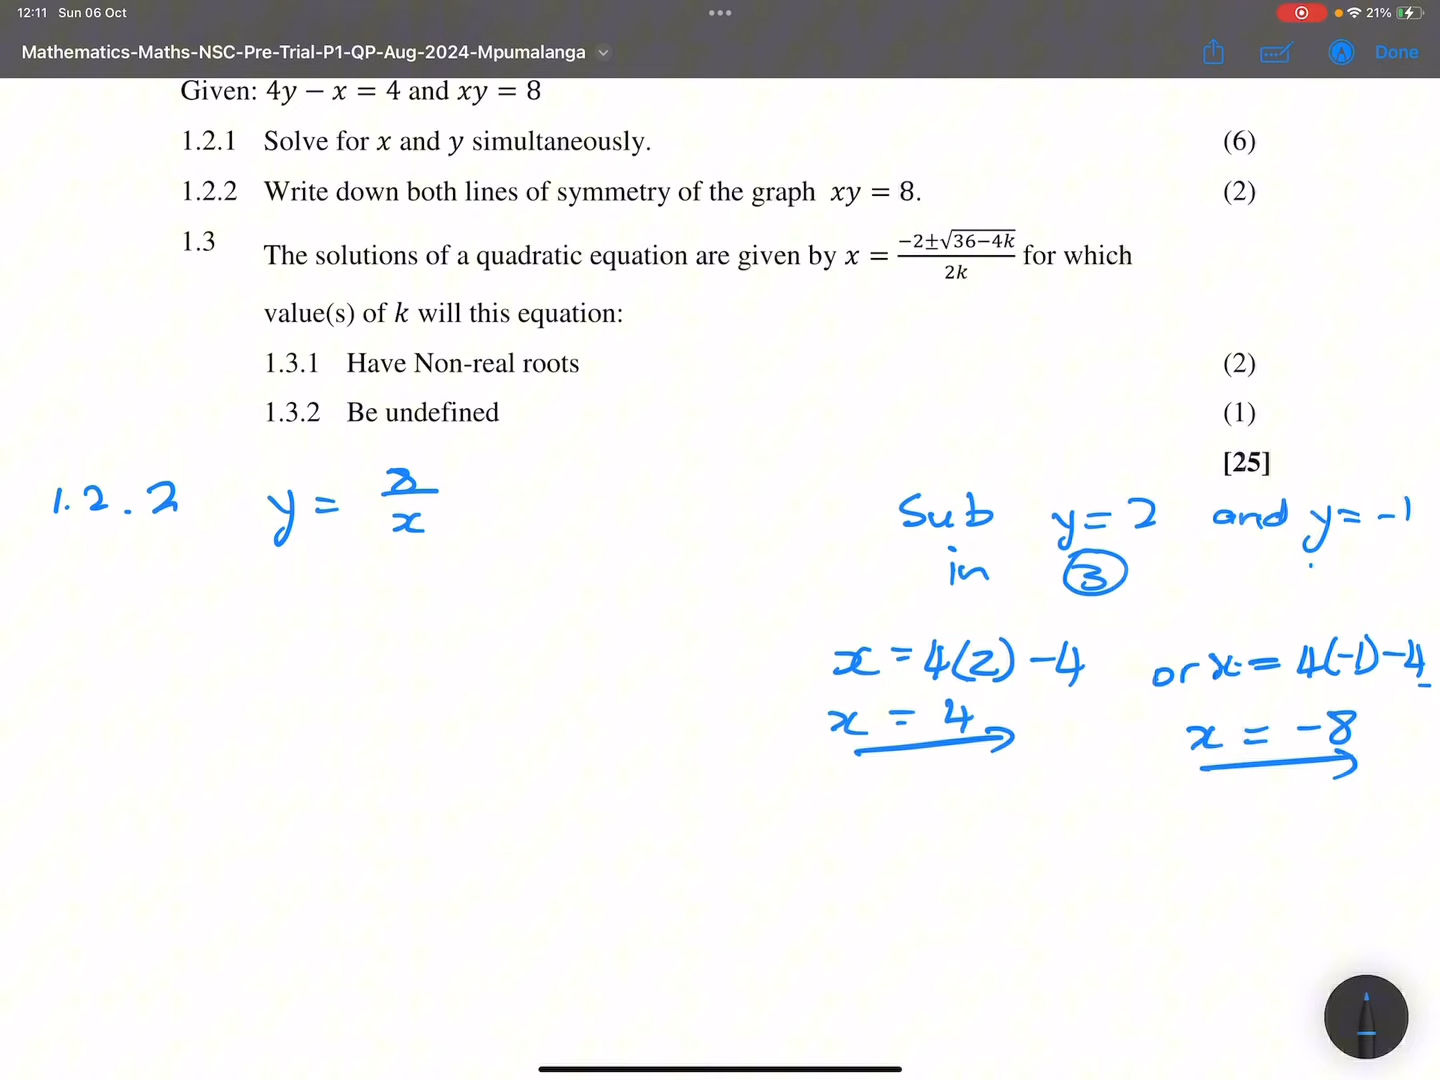 12:11 Sun 06 Oct
21%
Mathematics-Maths-NSC-Pre-Trial-P1-QP-Aug-2024-Mpumalanga
Done
Given: 4y − x = 4 and xy = 8
1.2.1 Solve for x and y simultaneously. (6)
1.2.2 Write down both lines of symmetry of the graph xy = 8. (2)
1.3 The solutions of a quadratic equation are given by x = (−2±√(36−4k))/(2k) for which
value(s) of k will this equation:
1.3.1 Have Non-real roots (2)
1.3.2 Be undefined (1)
[25]
1.2.2 y = 8/x
Sub y = 2 and y = -1
in ③
x = 4(2) - 4 or x = 4(-1) - 4
x = 4 x = -8